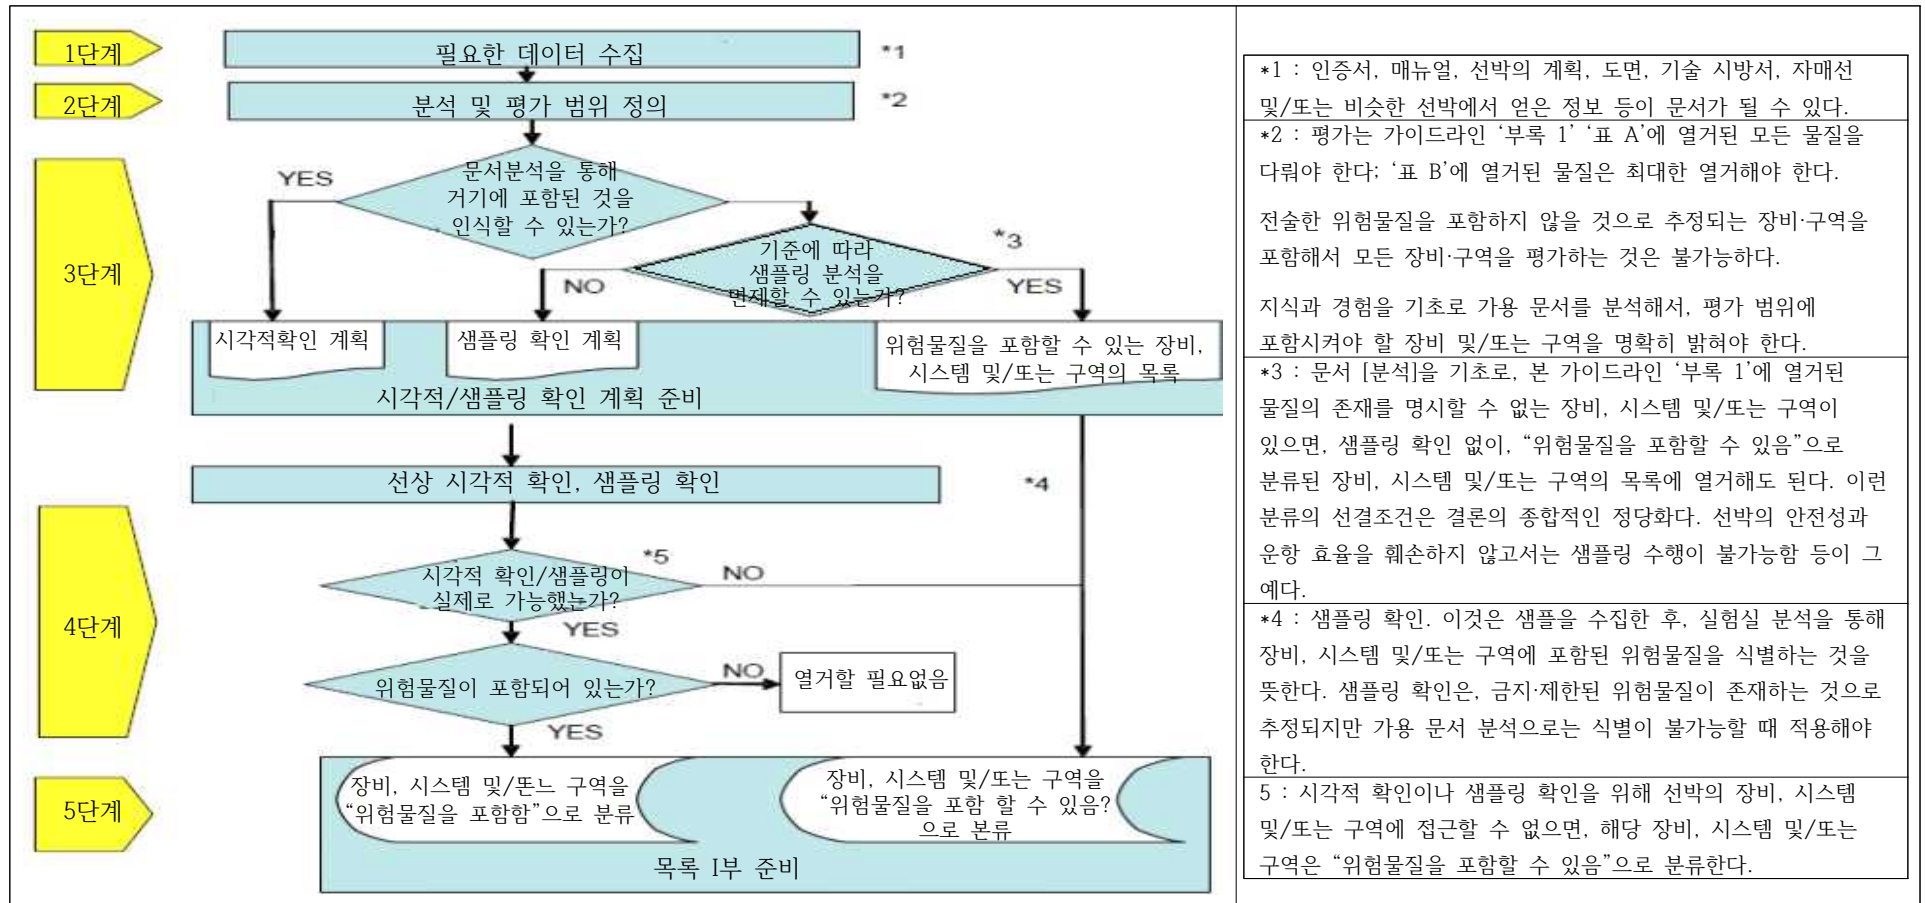 1단계
필요한 데이터 수집
*1
2단계
분석 및 평가 범위 정의
*2
3단계
YES
문서분석을 통해
거기에 포함된 것을
인식할 수 있는가?
기준에 따라
샘플링 분석을
면제할 수 있는가?
*3
NO
YES
시각적확인 계획
샘플링 확인 계획
위험물질을 포함할 수 있는 장비,
시스템 및/또는 구역의 목록
시각적/샘플링 확인 계획 준비
선상 시각적 확인, 샘플링 확인
*4
4단계
*5
시각적 확인/샘플링이
실제로 가능했는가?
NO
YES
위험물질이 포함되어 있는가?
NO
열거할 필요없음
YES
5단계
장비, 시스템 및/또느 구역을
“위험물질을 포함함”으로 분류
장비, 시스템 및/또는 구역을
“위험물질을 포함 할 수 있음?
으로 본류
목록 I부 준비
*1 : 인증서, 매뉴얼, 선박의 계획, 도면, 기술 시방서, 자매선
및/또는 비슷한 선박에서 얻은 정보 등이 문서가 될 수 있다.
*2 : 평가는 가이드라인 ‘부록 1’ ‘표 A’에 열거된 모든 물질을
다뤄야 한다; ‘표 B’에 열거된 물질은 최대한 열거해야 한다.
전술한 위험물질을 포함하지 않을 것으로 추정되는 장비·구역을
포함해서 모든 장비·구역을 평가하는 것은 불가능하다.
지식과 경험을 기초로 가용 문서를 분석해서, 평가 범위에
포함시켜야 할 장비 및/또는 구역을 명확히 밝혀야 한다.
*3 : 문서 [분석]을 기초로, 본 가이드라인 ‘부록 1’에 열거된
물질의 존재를 명시할 수 없는 장비, 시스템 및/또는 구역이
있으면, 샘플링 확인 없이, “위험물질을 포함할 수 있음”으로
분류된 장비, 시스템 및/또는 구역의 목록에 열거해도 된다. 이런
분류의 선결조건은 결론의 종합적인 정당화다. 선박의 안전성과
운항 효율을 훼손하지 않고서는 샘플링 수행이 불가능함 등이 그
예다.
*4 : 샘플링 확인. 이것은 샘플을 수집한 후, 실험실 분석을 통해
장비, 시스템 및/또는 구역에 포함된 위험물질을 식별하는 것을
뜻한다. 샘플링 확인은, 금지·제한된 위험물질이 존재하는 것으로
추정되지만 가용 문서 분석으로는 식별이 불가능할 때 적용해야
한다.
5 : 시각적 확인이나 샘플링 확인을 위해 선박의 장비, 시스템
및/또는 구역에 접근할 수 없으면, 해당 장비, 시스템 및/또는
구역은 “위험물질을 포함할 수 있음”으로 분류한다.